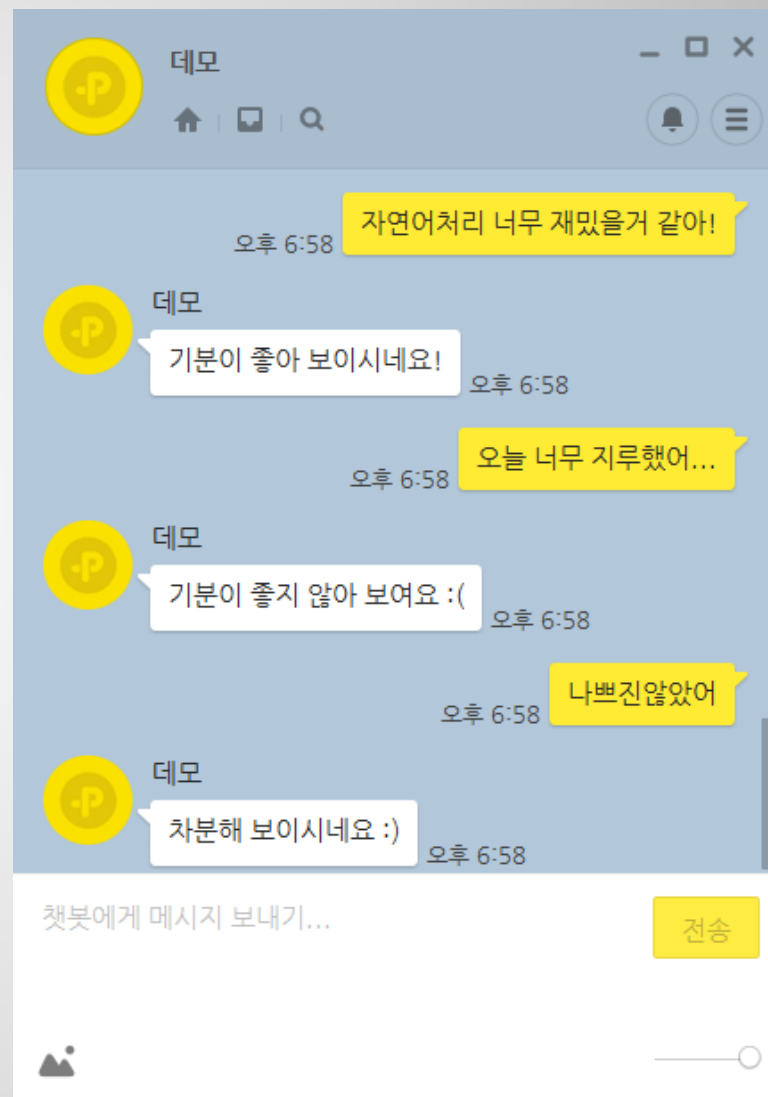 데모
자연어처리 너무 재밌을거 같아!
오후 6:58
데모
기분이 좋아 보이시네요!
오후 6:58
오늘 너무 지루했어...
오후 6:58
데모
기분이 좋지 않아 보여요 :(
오후 6:58
나쁘진않았어
오후 6:58
데모
차분해 보이시네요 :)
오후 6:58
챗봇에게 메시지 보내기...
전송